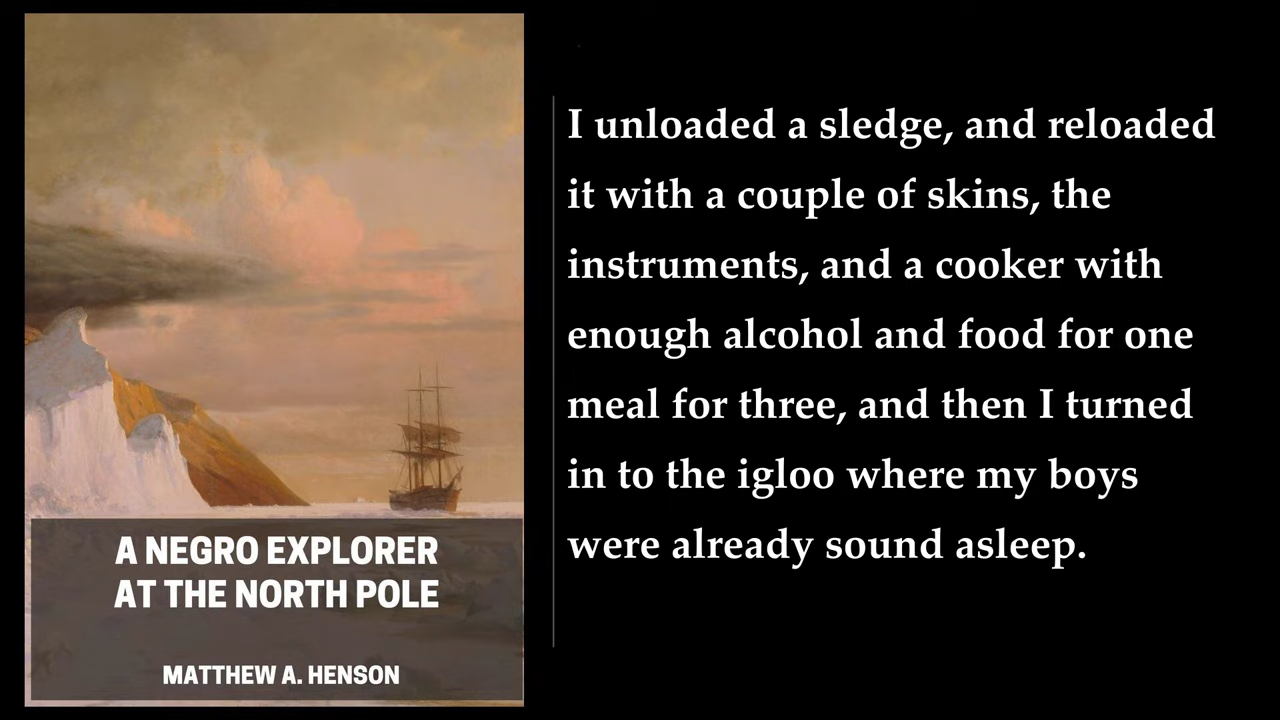 A NEGRO EXPLORER
AT THE NORTH POLE
MATTHEW A. HENSON
I unloaded a sledge, and reloaded
it with a couple of skins, the
instruments, and a cooker with
enough alcohol and food for one
meal for three, and then I turned
in to the igloo where my boys
were already sound asleep.